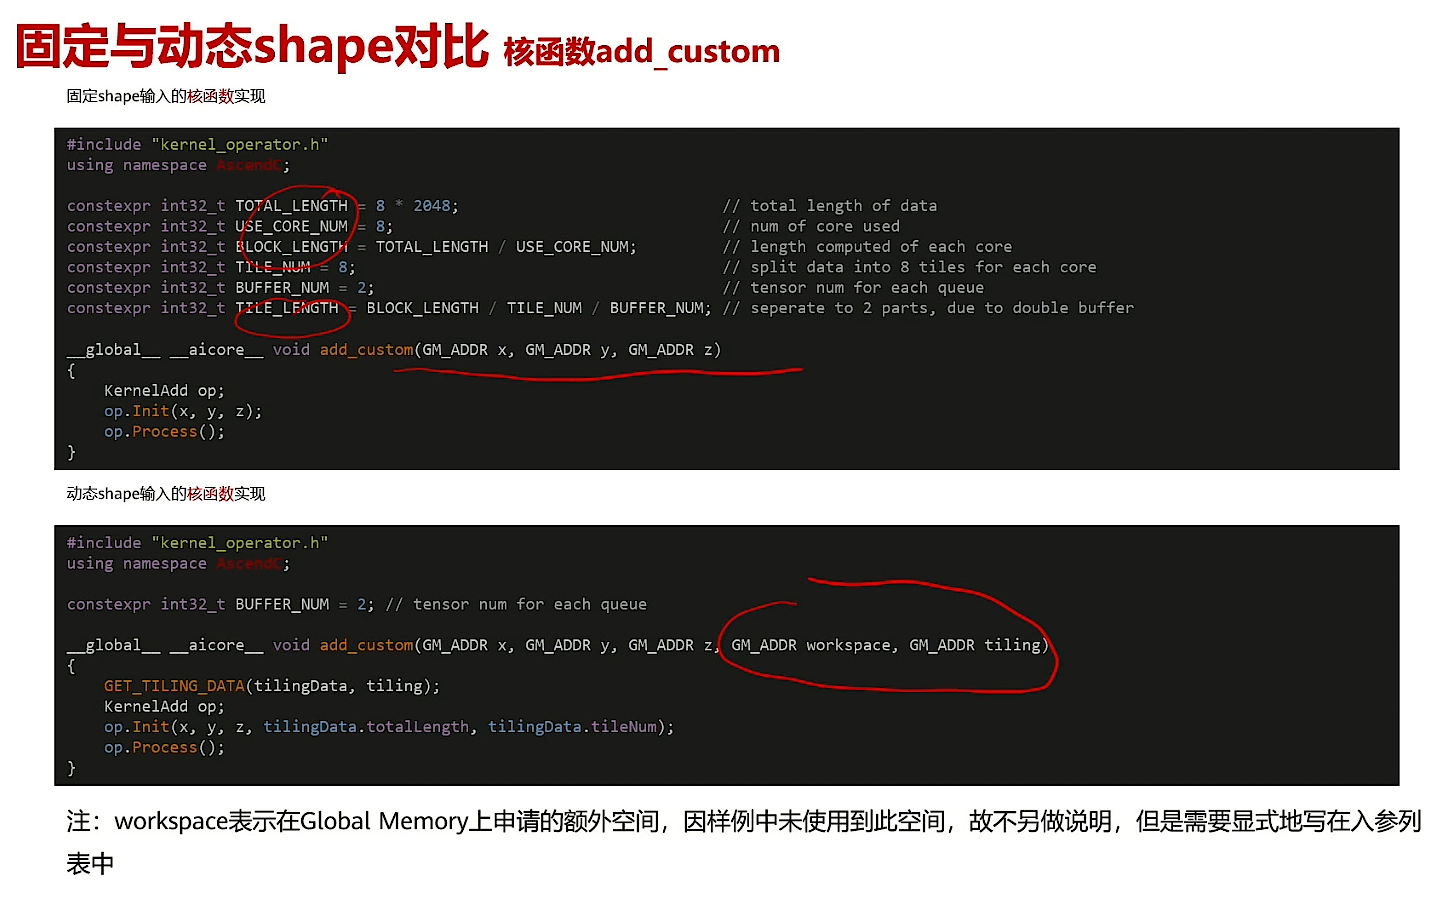 固定与动态shape对比 核函数add_custom
固定shape输入的核函数实现
#include "kernel_operator.h"
using namespace AscendC;
constexpr int32_t TOTAL_LENGTH = 8 * 2048; // total length of data
constexpr int32_t USE_CORE_NUM = 8; // num of core used
constexpr int32_t BLOCK_LENGTH = TOTAL_LENGTH / USE_CORE_NUM; // length computed of each core
constexpr int32_t TILE_NUM = 8; // split data into 8 tiles for each core
constexpr int32_t BUFFER_NUM = 2; // tensor num for each queue
constexpr int32_t TILE_LENGTH = BLOCK_LENGTH / TILE_NUM / BUFFER_NUM; // seperate to 2 parts, due to double buffer
__global__ __aicore__ void add_custom(GM_ADDR x, GM_ADDR y, GM_ADDR z)
{
KernelAdd op;
op.Init(x, y, z);
op.Process();
}
动态shape输入的核函数实现
#include "kernel_operator.h"
using namespace AscendC;
constexpr int32_t BUFFER_NUM = 2; // tensor num for each queue
__global__ __aicore__ void add_custom(GM_ADDR x, GM_ADDR y, GM_ADDR z, GM_ADDR workspace, GM_ADDR tiling)
{
GET_TILING_DATA(tilingData, tiling);
KernelAdd op;
op.Init(x, y, z, tilingData.totalLength, tilingData.tileNum);
op.Process();
}
注：workspace表示在Global Memory上申请的额外空间，因样例中未使用到此空间，故不另做说明，但是需要显式地写在入参列
表中